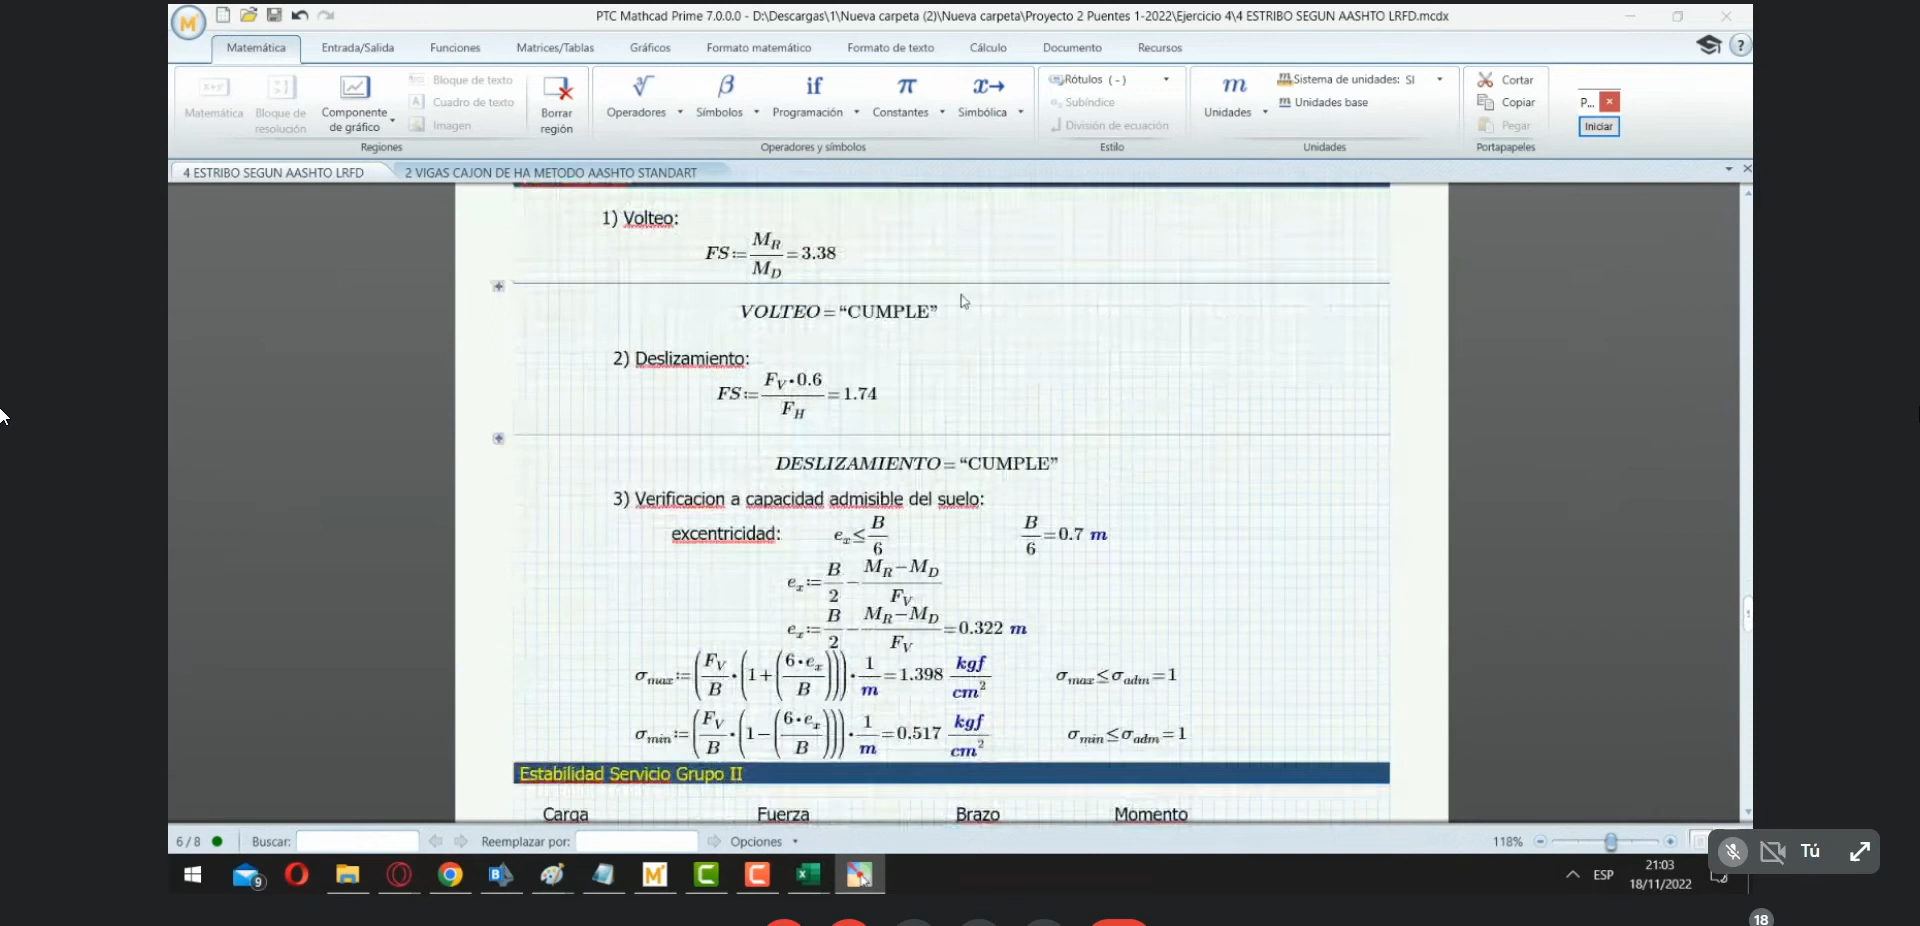 PTC Mathcad Prime 7.0.0.0 - D:\Descargas\1\Nueva carpeta (2)\Nueva carpeta\Proyecto 2 Puentes 1-2022\Ejercicio 4\4 ESTRIBO SEGUN AASHTO LRFD.mcdx
Matemática Entrada/Salida Funciones Matrices/Tablas Gráficos Formato matemático Formato de texto Cálculo Documento Recursos
Matemática Bloque de resolución Componente de gráfico Bloque de texto Cuadro de texto Imagen Borrar región
Operadores Símbolos Programación Constantes Simbólica
Rótulos ( - ) Subíndice División de ecuación
Unidades Sistema de unidades: SI Unidades base
Cortar Copiar Pegar
P... Iniciar
Regiones Operadores y símbolos Estilo Unidades Portapapeles
4 ESTRIBO SEGUN AASHTO LRFD 2 VIGAS CAJON DE HA METODO AASHTO STANDART
1) Volteo:
FS:=M_R/M_D=3.38
VOLTEO=“CUMPLE”
2) Deslizamiento:
FS:=F_V•0.6/F_H=1.74
DESLIZAMIENTO=“CUMPLE”
3) Verificacion a capacidad admisible del suelo:
excentricidad: e_x≤B/6 B/6=0.7 m
e_x:=B/2−(M_R−M_D)/F_V
e_x:=B/2−(M_R−M_D)/F_V=0.322 m
σ_max:=(F_V/B•(1+(6•e_x/B)))•1/m=1.398 kgf/cm² σ_max≤σ_adm=1
σ_min:=(F_V/B•(1−(6•e_x/B)))•1/m=0.517 kgf/cm² σ_min≤σ_adm=1
Estabilidad Servicio Grupo II
Carga Fuerza Brazo Momento
6 / 8 Buscar: Reemplazar por: Opciones 118%
Tú
9
ESP
21:03
18/11/2022
18